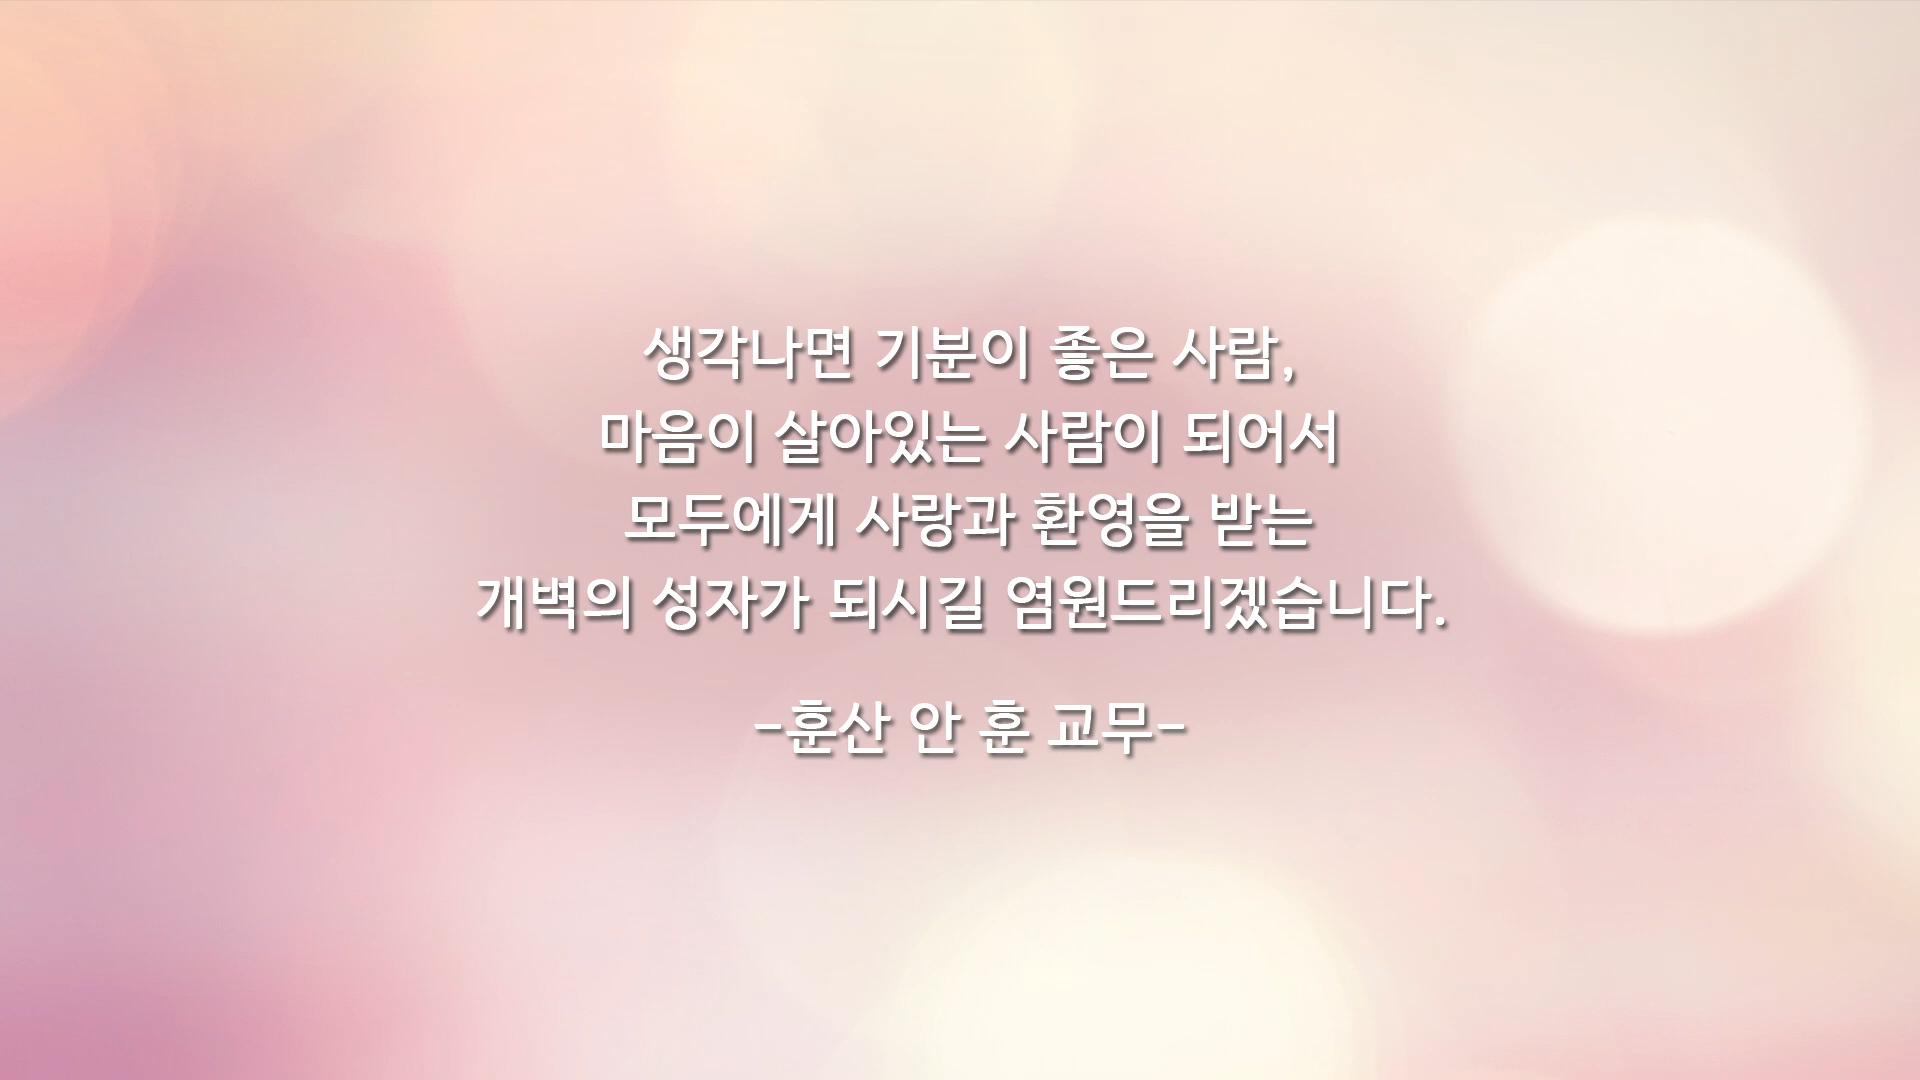 생각나면 기분이 좋은 사람,
마음이 살아있는 사람이 되어서
모두에게 사랑과 환영을 받는
개벽의 성자가 되시길 염원드리겠습니다.
-훈산 안 훈 교무-